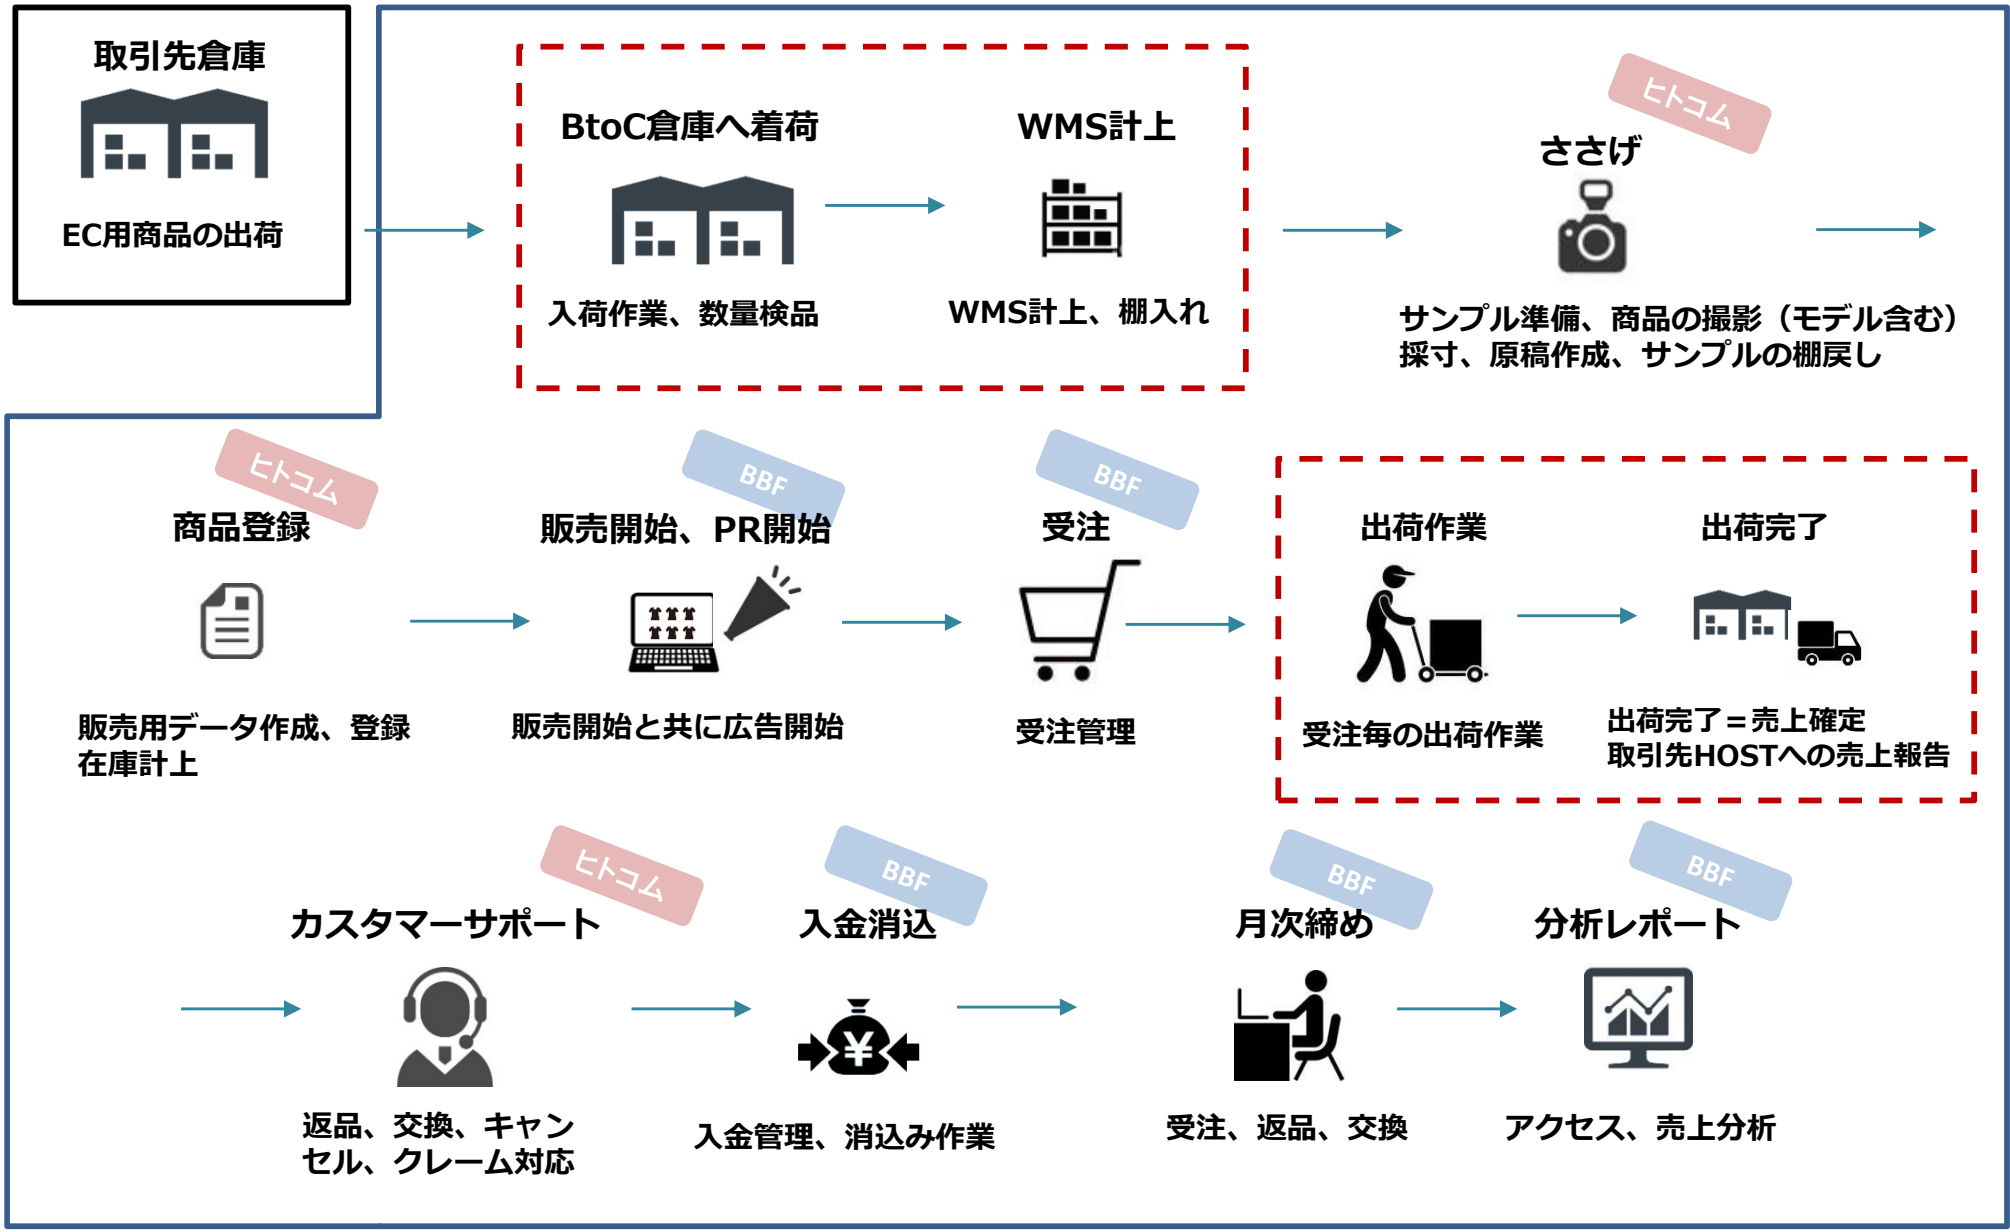 取引先倉庫
EC用商品の出荷
BtoC倉庫へ着荷
入荷作業、数量検品
WMS計上
WMS計上、棚入れ
ヒトコム
ささげ
サンプル準備、商品の撮影（モデル含む）
採寸、原稿作成、サンプルの棚戻し
ヒトコム
商品登録
販売用データ作成、登録
在庫計上
BBF
販売開始、PR開始
販売開始と共に広告開始
BBF
受注
受注管理
出荷作業
受注毎の出荷作業
出荷完了
出荷完了＝売上確定
取引先HOSTへの売上報告
ヒトコム
カスタマーサポート
返品、交換、キャン
セル、クレーム対応
BBF
入金消込
¥
入金管理、消込み作業
BBF
月次締め
受注、返品、交換
BBF
分析レポート
アクセス、売上分析